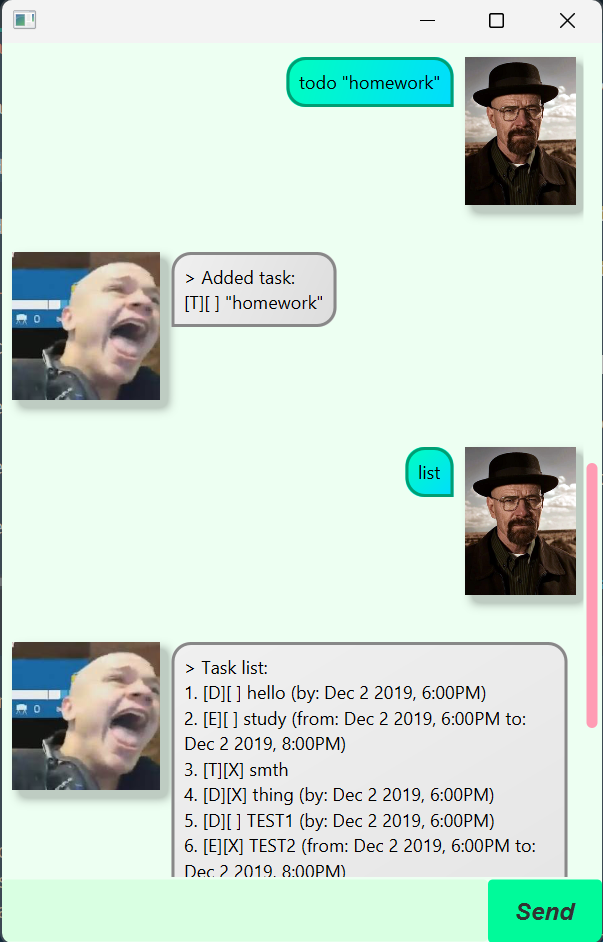 todo "homework"
> Added task:
[T][ ] "homework"
list
> Task list:
1. [D][ ] hello (by: Dec 2 2019, 6:00PM)
2. [E][ ] study (from: Dec 2 2019, 6:00PM to:
Dec 2 2019, 8:00PM)
3. [T][X] smth
4. [D][X] thing (by: Dec 2 2019, 6:00PM)
5. [D][ ] TEST1 (by: Dec 2 2019, 6:00PM)
6. [E][X] TEST2 (from: Dec 2 2019, 6:00PM to:
Dec 2 2019, 8:00PM)
Send